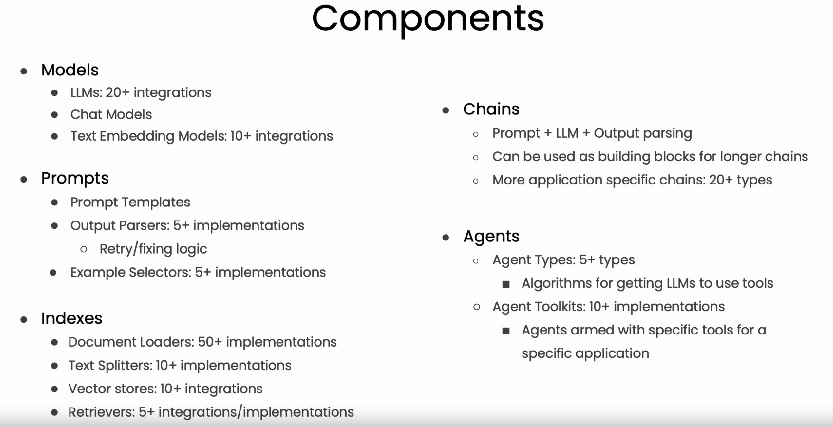 Components
Models
LLMs: 20+ integrations
Chat Models
Text Embedding Models: 10+ integrations
Prompts
Prompt Templates
Output Parsers: 5+ implementations
Retry/fixing logic
Example Selectors: 5+ implementations
Indexes
Document Loaders: 50+ implementations
Text Splitters: 10+ implementations
Vector stores: 10+ integrations
Retrievers: 5+ integrations/implementations
Chains
Prompt + LLM + Output parsing
Can be used as building blocks for longer chains
More application specific chains: 20+ types
Agents
Agent Types: 5+ types
Algorithms for getting LLMs to use tools
Agent Toolkits: 10+ implementations
Agents armed with specific tools for a
specific application